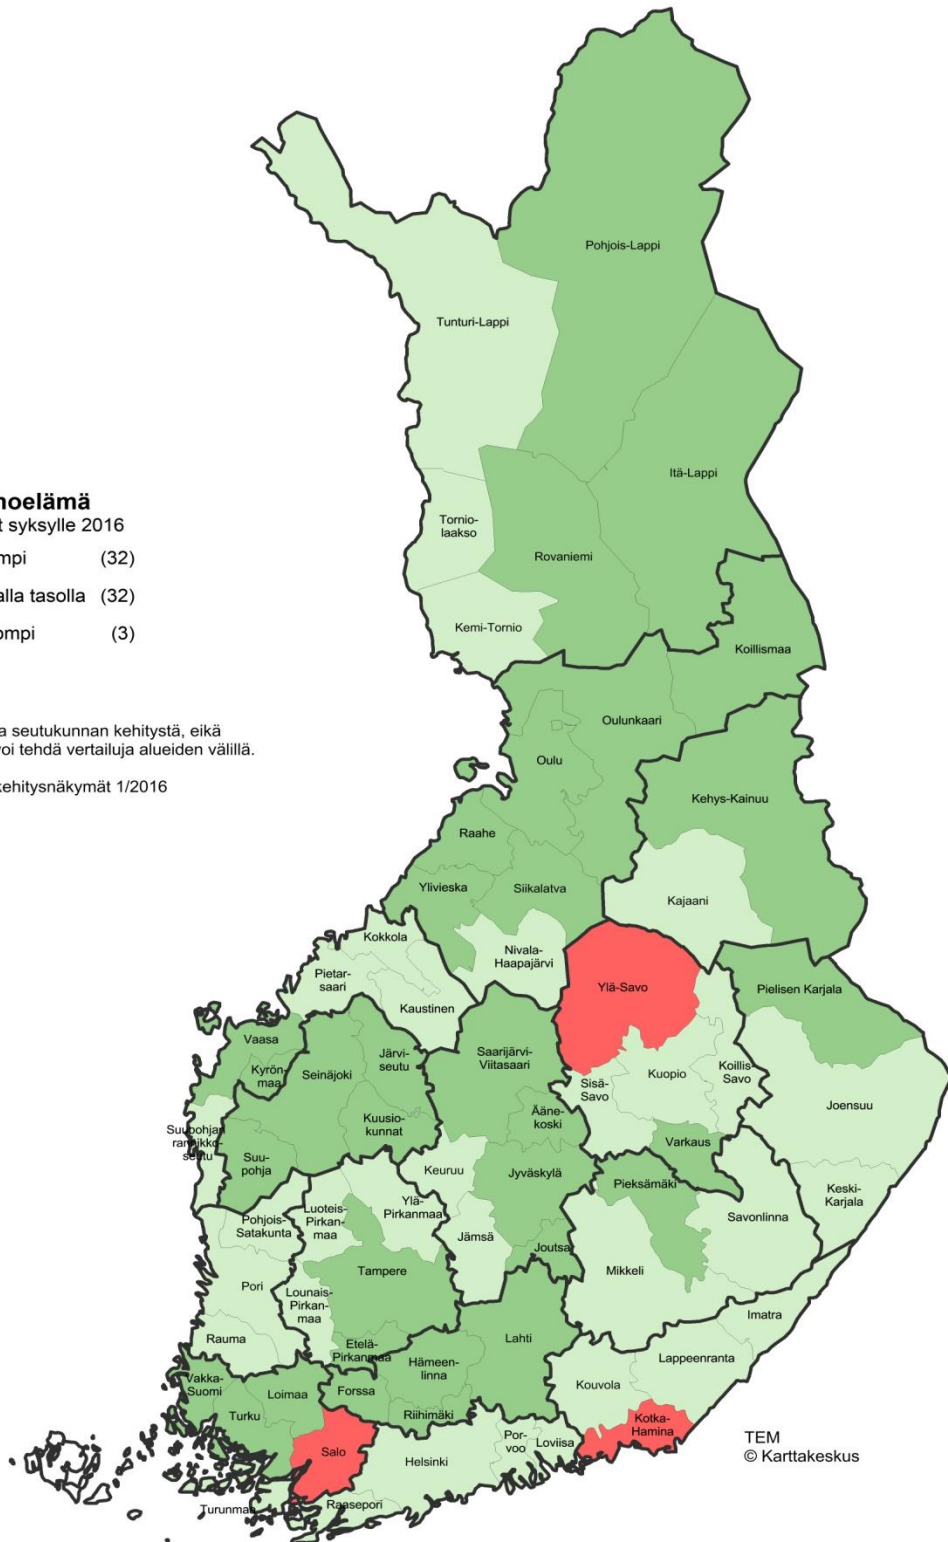 noelämä
t syksylle 2016
mpi (32)
alla tasolla (32)
ompi (3)
a seutukunnan kehitystä, eikä
voi tehdä vertailuja alueiden välillä.
kehitysnäkymät 1/2016
Pohjois-Lappi
Tunturi-Lappi
Itä-Lappi
Tornio-
laakso
Rovaniemi
Kemi-Tornio
Koillismaa
Oulunkaari
Oulu
Kehys-Kainuu
Raahe
Ylivieska
Siikalatva
Kajaani
Kokkola
Nivala-
Haapajärvi
Pietar-
saari
Kaustinen
Ylä-Savo
Pielisen Karjala
Vaasa
Kyrön-
maa
Seinäjoki
Järvi-
seutu
Saarijärvi-
Viitasaari
Sisä-
Savo
Kuopio
Koillis-
Savo
Joensuu
Suupohjan
rannikko-
seutu
Suu-
pohja
Kuusio-
kunnat
Ääne-
koski
Varkaus
Keuruu
Jyväskylä
Pieksämäki
Keski-
Karjala
Savonlinna
Pohjois-
Satakunta
Luoteis-
Pirkan-
maa
Ylä-
Pirkanmaa
Jämsä
Joutsa
Mikkeli
Pori
Tampere
Lounais-
Pirkan-
maa
Imatra
Rauma
Etelä-
Pirkanmaa
Hämeen-
linna
Lahti
Lappeenranta
Kouvola
Vakka-
Suomi
Loimaa
Forssa
Turku
Riihimäki
Kotka-
Hamina
Salo
Helsinki
Por-
voo
Loviisa
Turunmaa
Raasepori
TEM
© Karttakeskus